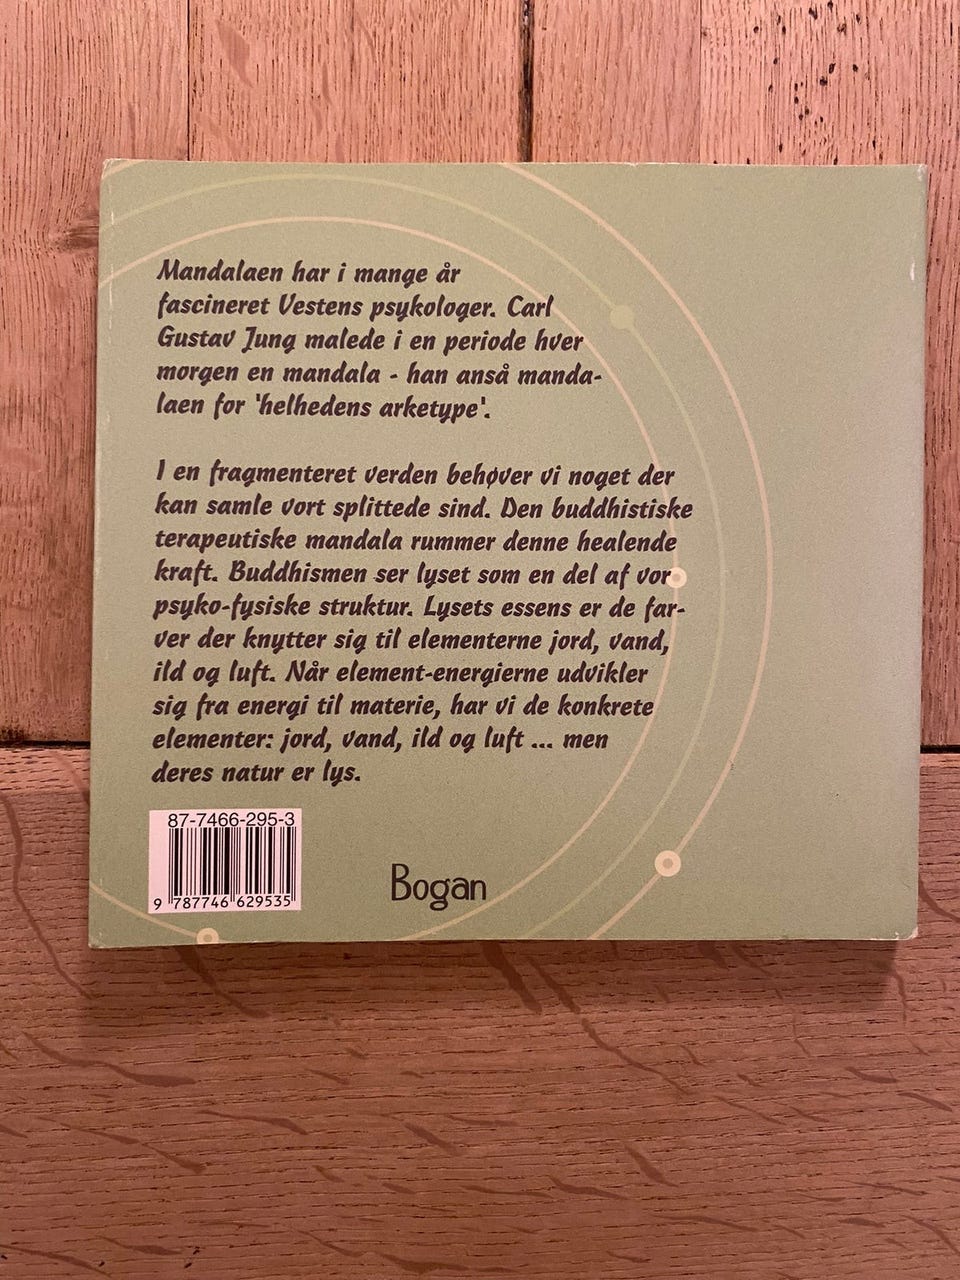 Mandalaen har i mange år
fascineret Vestens psykologer. Carl
Gustav Jung malede i en periode hver
morgen en mandala - han anså manda-
laen for 'helhedens arketype'.
I en fragmenteret verden behøver vi noget der
kan samle vort splittede sind. Den buddhistiske
terapeutiske mandala rummer denne healende
kraft. Buddhismen ser lyset som en del af vor
psyko-fysiske struktur. Lysets essens er de far-
ver der knytter sig til elementerne jord, vand,
ild og luft. Når element-energierne udvikler
sig fra energi til materie, har vi de konkrete
elementer: jord, vand, ild og luft ... men
deres natur er lys.
87-7466-295-3
9 787746 629535
Bogan